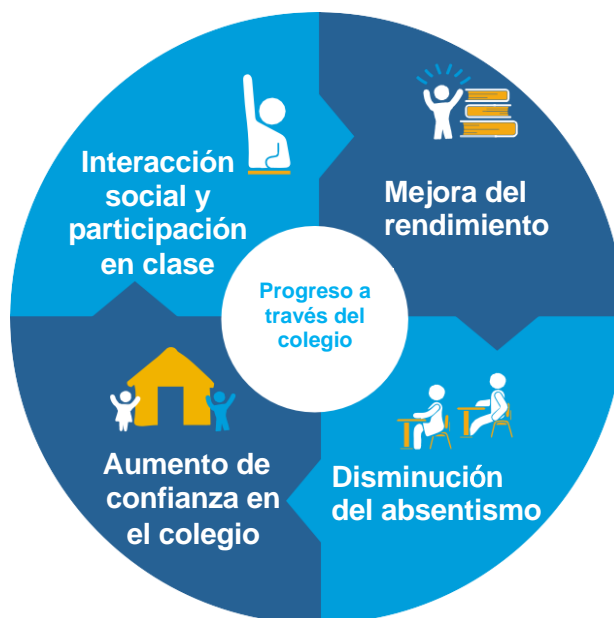 Interacción
social y
participación
en clase
Mejora del
rendimiento
Progreso a
través del
colegio
Aumento de
confianza en
el colegio
Disminución
del absentismo